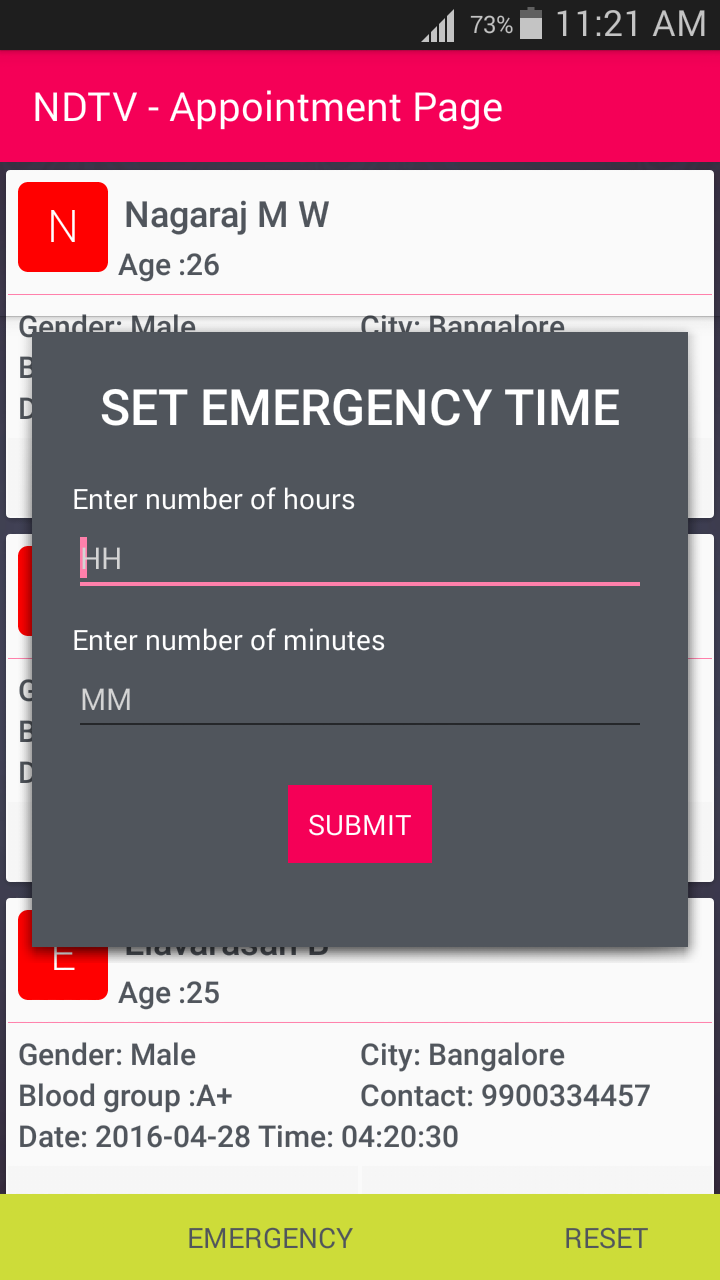 73% 11:21 AM
NDTV - Appointment Page
N
Nagaraj M W
Age :26
Gender: Male City: Bangalore
B
D
SET EMERGENCY TIME
Enter number of hours
HH
Enter number of minutes
MM
SUBMIT
G
B
D
E
Elavarasan B
Age :25
Gender: Male City: Bangalore
Blood group :A+ Contact: 9900334457
Date: 2016-04-28 Time: 04:20:30
EMERGENCY RESET